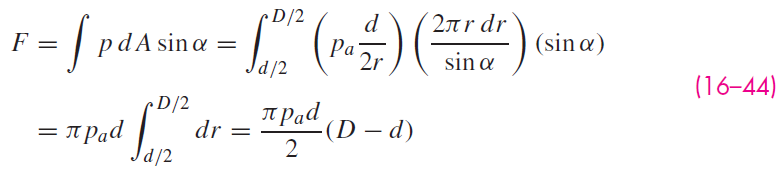 F = ∫ p dA sin α = ∫_{d/2}^{D/2} (p_a d/2r) (2πr dr / sin α) (sin α)
(16–44)
= πp_a d ∫_{d/2}^{D/2} dr = πp_a d/2 (D − d)